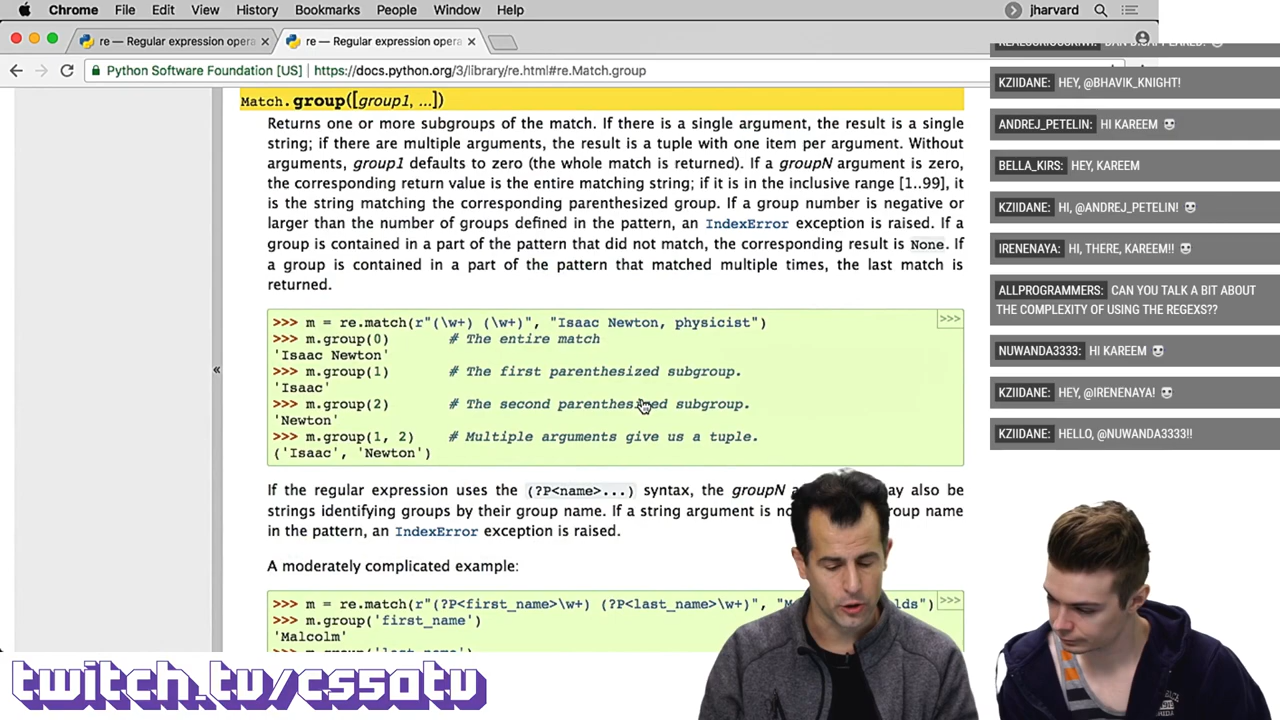 Chrome File Edit View History Bookmarks People Window Help jharvard
re — Regular expression opera × re — Regular expression opera ×
Python Software Foundation [US] | https://docs.python.org/3/library/re.html#re.Match.group
Match.group([group1, ...])
Returns one or more subgroups of the match. If there is a single argument, the result is a single
string; if there are multiple arguments, the result is a tuple with one item per argument. Without
arguments, group1 defaults to zero (the whole match is returned). If a groupN argument is zero,
the corresponding return value is the entire matching string; if it is in the inclusive range [1..99], it
is the string matching the corresponding parenthesized group. If a group number is negative or
larger than the number of groups defined in the pattern, an IndexError exception is raised. If a
group is contained in a part of the pattern that did not match, the corresponding result is None. If
a group is contained in a part of the pattern that matched multiple times, the last match is
returned.
>>>
>>> m = re.match(r"(\w+) (\w+)", "Isaac Newton, physicist")
>>> m.group(0) # The entire match
'Isaac Newton'
>>> m.group(1) # The first parenthesized subgroup.
'Isaac'
>>> m.group(2) # The second parenthesized subgroup.
'Newton'
>>> m.group(1, 2) # Multiple arguments give us a tuple.
('Isaac', 'Newton')
If the regular expression uses the (?P<name>...) syntax, the groupN may also be
strings identifying groups by their group name. If a string argument is group name
in the pattern, an IndexError exception is raised.
A moderately complicated example:
>>>
>>> m = re.match(r"(?P<first_name>\w+) (?P<last_name>\w+)",
>>> m.group('first_name')
'Malcolm'
KZIIDANE: HEY, @BHAVIK_KNIGHT!
ANDREJ_PETELIN: HI KAREEM
BELLA_KIRS: HEY, KAREEM
KZIIDANE: HI, @ANDREJ_PETELIN!
IRENENAYA: HI, THERE, KAREEM!!
ALLPROGRAMMERS: CAN YOU TALK A BIT ABOUT
THE COMPLEXITY OF USING THE REGEXS??
NUWANDA3333: HI KAREEM
KZIIDANE: HEY, @IRENENAYA!
KZIIDANE: HELLO, @NUWANDA3333!!
twitch.tv/cs50tv